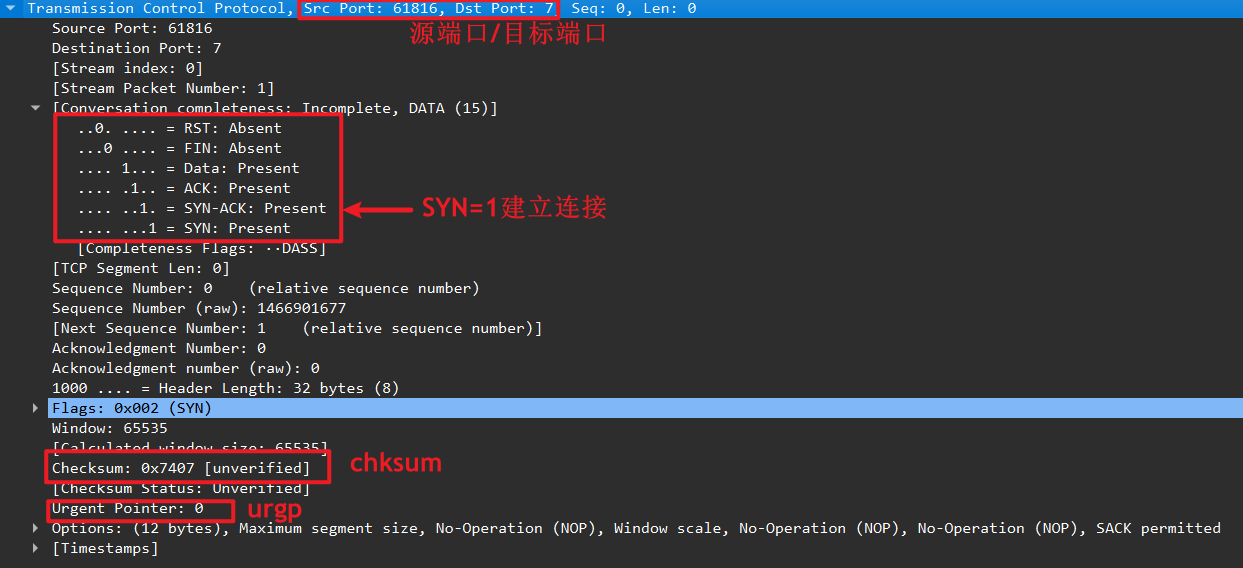 Transmission Control Protocol, Src Port: 61816, Dst Port: 7, Seq: 0, Len: 0
源端口/目标端口
Source Port: 61816
Destination Port: 7
[Stream index: 0]
[Stream Packet Number: 1]
[Conversation completeness: Incomplete, DATA (15)]
..0. .... = RST: Absent
...0 .... = FIN: Absent
.... 1... = Data: Present
.... .1.. = ACK: Present
.... ..1. = SYN-ACK: Present
SYN=1建立连接
.... ...1 = SYN: Present
[Completeness Flags: ··DASS]
[TCP Segment Len: 0]
Sequence Number: 0    (relative sequence number)
Sequence Number (raw): 1466901677
[Next Sequence Number: 1    (relative sequence number)]
Acknowledgment Number: 0
Acknowledgment number (raw): 0
1000 .... = Header Length: 32 bytes (8)
Flags: 0x002 (SYN)
Window: 65535
[Calculated window size: 65535]
Checksum: 0x7407 [unverified]
chksum
[Checksum Status: Unverified]
Urgent Pointer: 0
urgp
Options: (12 bytes), Maximum segment size, No-Operation (NOP), Window scale, No-Operation (NOP), No-Operation (NOP), SACK permitted
[Timestamps]